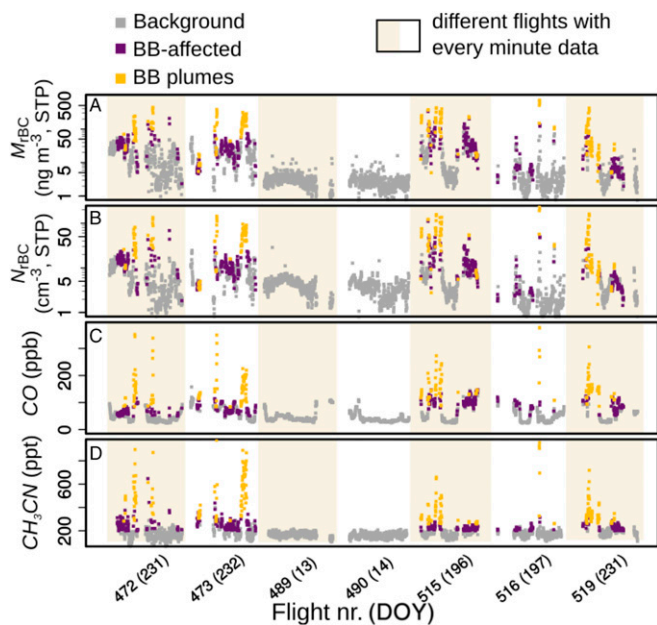 Background
BB-affected
BB plumes
different flights with
every minute data
A
MrBC
(ng m⁻³, STP)
500
50
5
1
B
NrBC
(cm⁻³, STP)
50
5
1
C
CO (ppb)
200
0
D
CH₃CN (ppt)
600
200
472 (231)
473 (232)
489 (13)
490 (14)
515 (196)
516 (197)
519 (231)
Flight nr. (DOY)